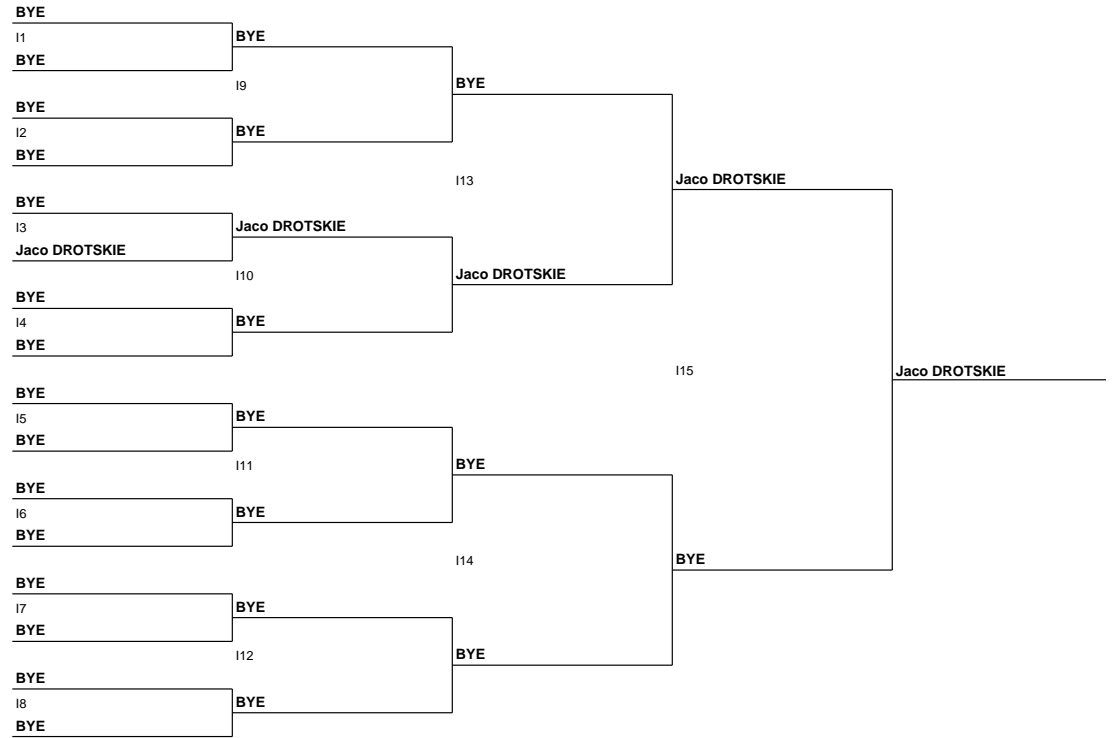 BYE
I1
BYE
BYE
I9
BYE
BYE
I2
BYE
BYE
I13
Jaco DROTSKIE
BYE
I3
Jaco DROTSKIE
Jaco DROTSKIE
I10
Jaco DROTSKIE
BYE
I4
BYE
BYE
I15
Jaco DROTSKIE
BYE
I5
BYE
BYE
I11
BYE
BYE
I6
BYE
BYE
I14
BYE
BYE
I7
BYE
BYE
I12
BYE
BYE
I8
BYE
BYE